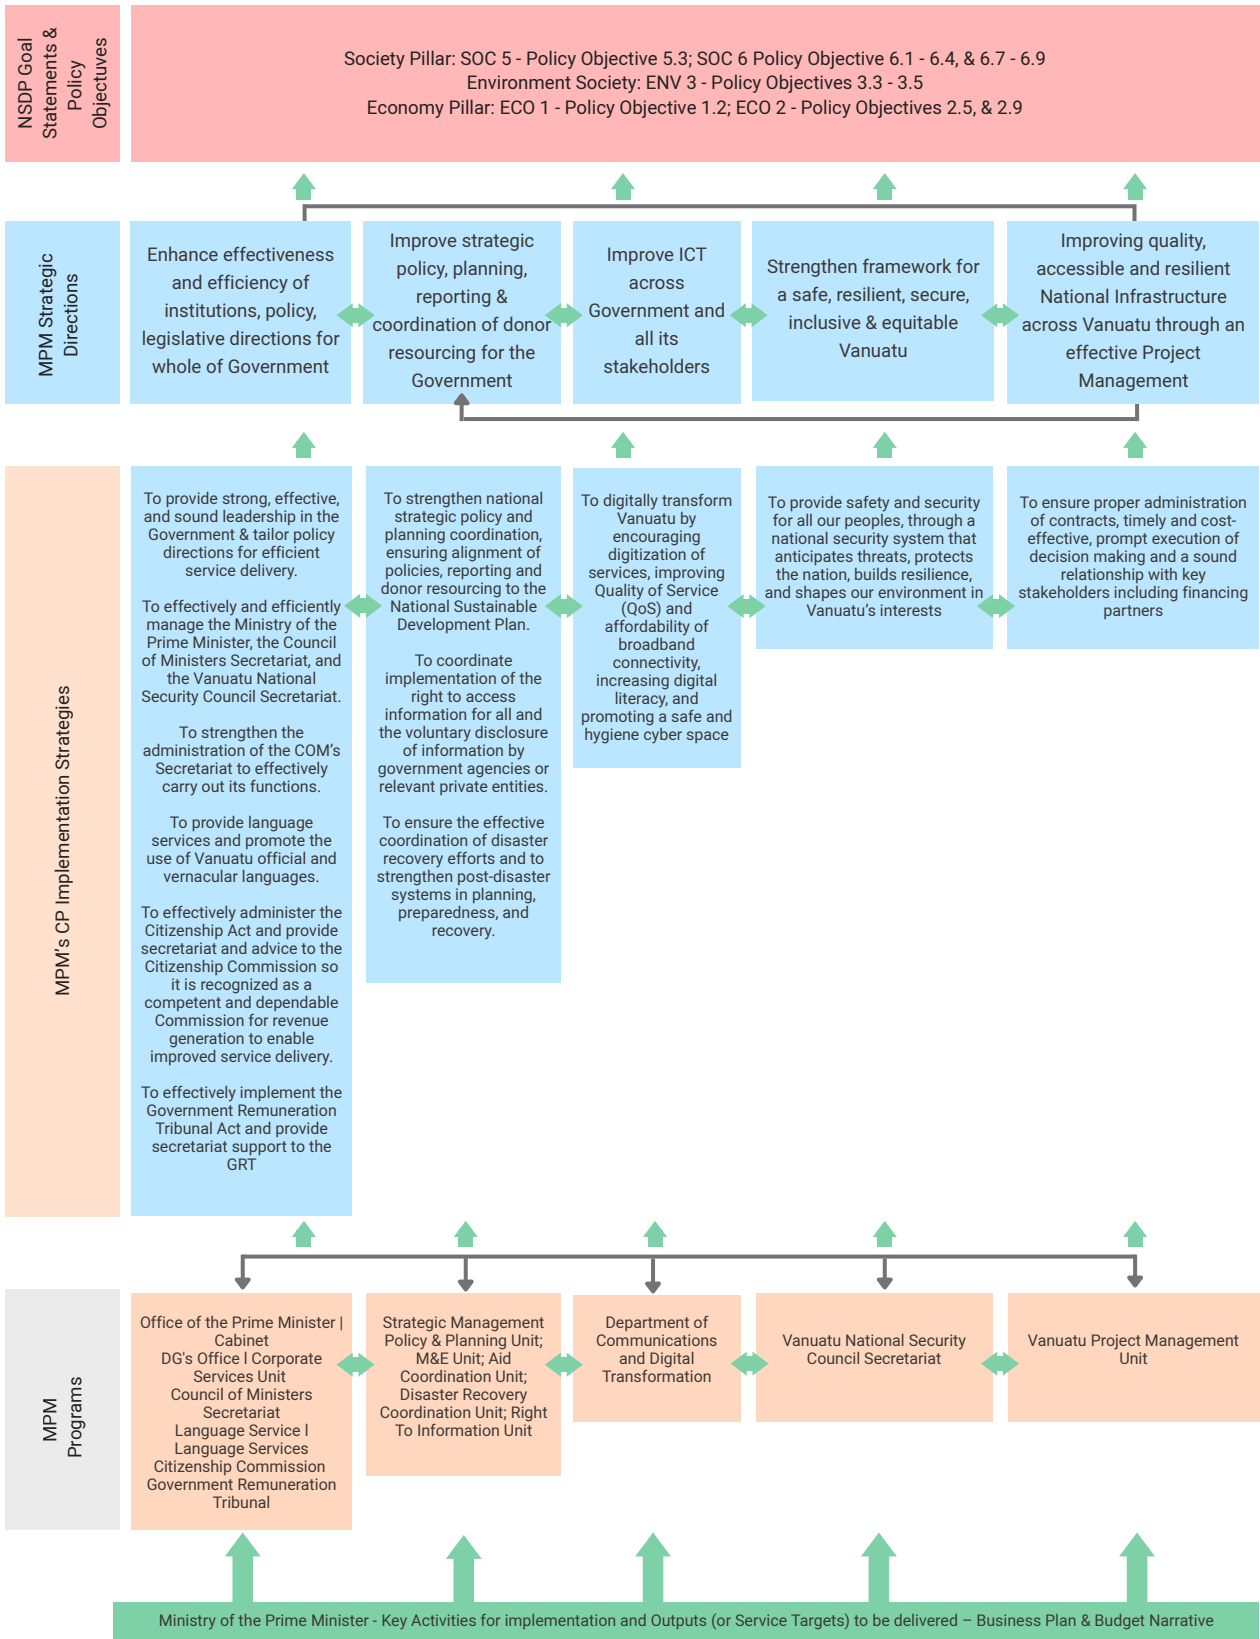 NSDP Goal
Statements &
Policy
Objectuves
Society Pillar: SOC 5 - Policy Objective 5.3; SOC 6 Policy Objective 6.1 - 6.4, & 6.7 - 6.9
Environment Society: ENV 3 - Policy Objectives 3.3 - 3.5
Economy Pillar: ECO 1 - Policy Objective 1.2; ECO 2 - Policy Objectives 2.5, & 2.9
MPM Strategic
Directions
Enhance effectiveness
and efficiency of
institutions, policy,
legislative directions for
whole of Government
Improve strategic
policy, planning,
reporting &
coordination of donor
resourcing for the
Government
Improve ICT
across
Government and
all its
stakeholders
Strengthen framework for
a safe, resilient, secure,
inclusive & equitable
Vanuatu
Improving quality,
accessible and resilient
National Infrastructure
across Vanuatu through an
effective Project
Management
MPM's CP Implementation Strategies
To provide strong, effective,
and sound leadership in the
Government & tailor policy
directions for efficient
service delivery.
To effectively and efficiently
manage the Ministry of the
Prime Minister, the Council
of Ministers Secretariat, and
the Vanuatu National
Security Council Secretariat.
To strengthen the
administration of the COM's
Secretariat to effectively
carry out its functions.
To provide language
services and promote the
use of Vanuatu official and
vernacular languages.
To effectively administer the
Citizenship Act and provide
secretariat and advice to the
Citizenship Commission so
it is recognized as a
competent and dependable
Commission for revenue
generation to enable
improved service delivery.
To effectively implement the
Government Remuneration
Tribunal Act and provide
secretariat support to the
GRT
To strengthen national
strategic policy and
planning coordination,
ensuring alignment of
policies, reporting and
donor resourcing to the
National Sustainable
Development Plan.
To coordinate
implementation of the
right to access
information for all and
the voluntary disclosure
of information by
government agencies or
relevant private entities.
To ensure the effective
coordination of disaster
recovery efforts and to
strengthen post-disaster
systems in planning,
preparedness, and
recovery.
To digitally transform
Vanuatu by
encouraging
digitization of
services, improving
Quality of Service
(QoS) and
affordability of
broadband
connectivity,
increasing digital
literacy, and
promoting a safe and
hygiene cyber space
To provide safety and security
for all our peoples, through a
national security system that
anticipates threats, protects
the nation, builds resilience,
and shapes our environment in
Vanuatu's interests
To ensure proper administration
of contracts, timely and cost-
effective, prompt execution of
decision making and a sound
relationship with key
stakeholders including financing
partners
MPM
Programs
Office of the Prime Minister |
Cabinet
DG's Office l Corporate
Services Unit
Council of Ministers
Secretariat
Language Service l
Language Services
Citizenship Commission
Government Remuneration
Tribunal
Strategic Management
Policy & Planning Unit;
M&E Unit; Aid
Coordination Unit;
Disaster Recovery
Coordination Unit; Right
To Information Unit
Department of
Communications
and Digital
Transformation
Vanuatu National Security
Council Secretariat
Vanuatu Project Management
Unit
Ministry of the Prime Minister - Key Activities for implementation and Outputs (or Service Targets) to be delivered – Business Plan & Budget Narrative